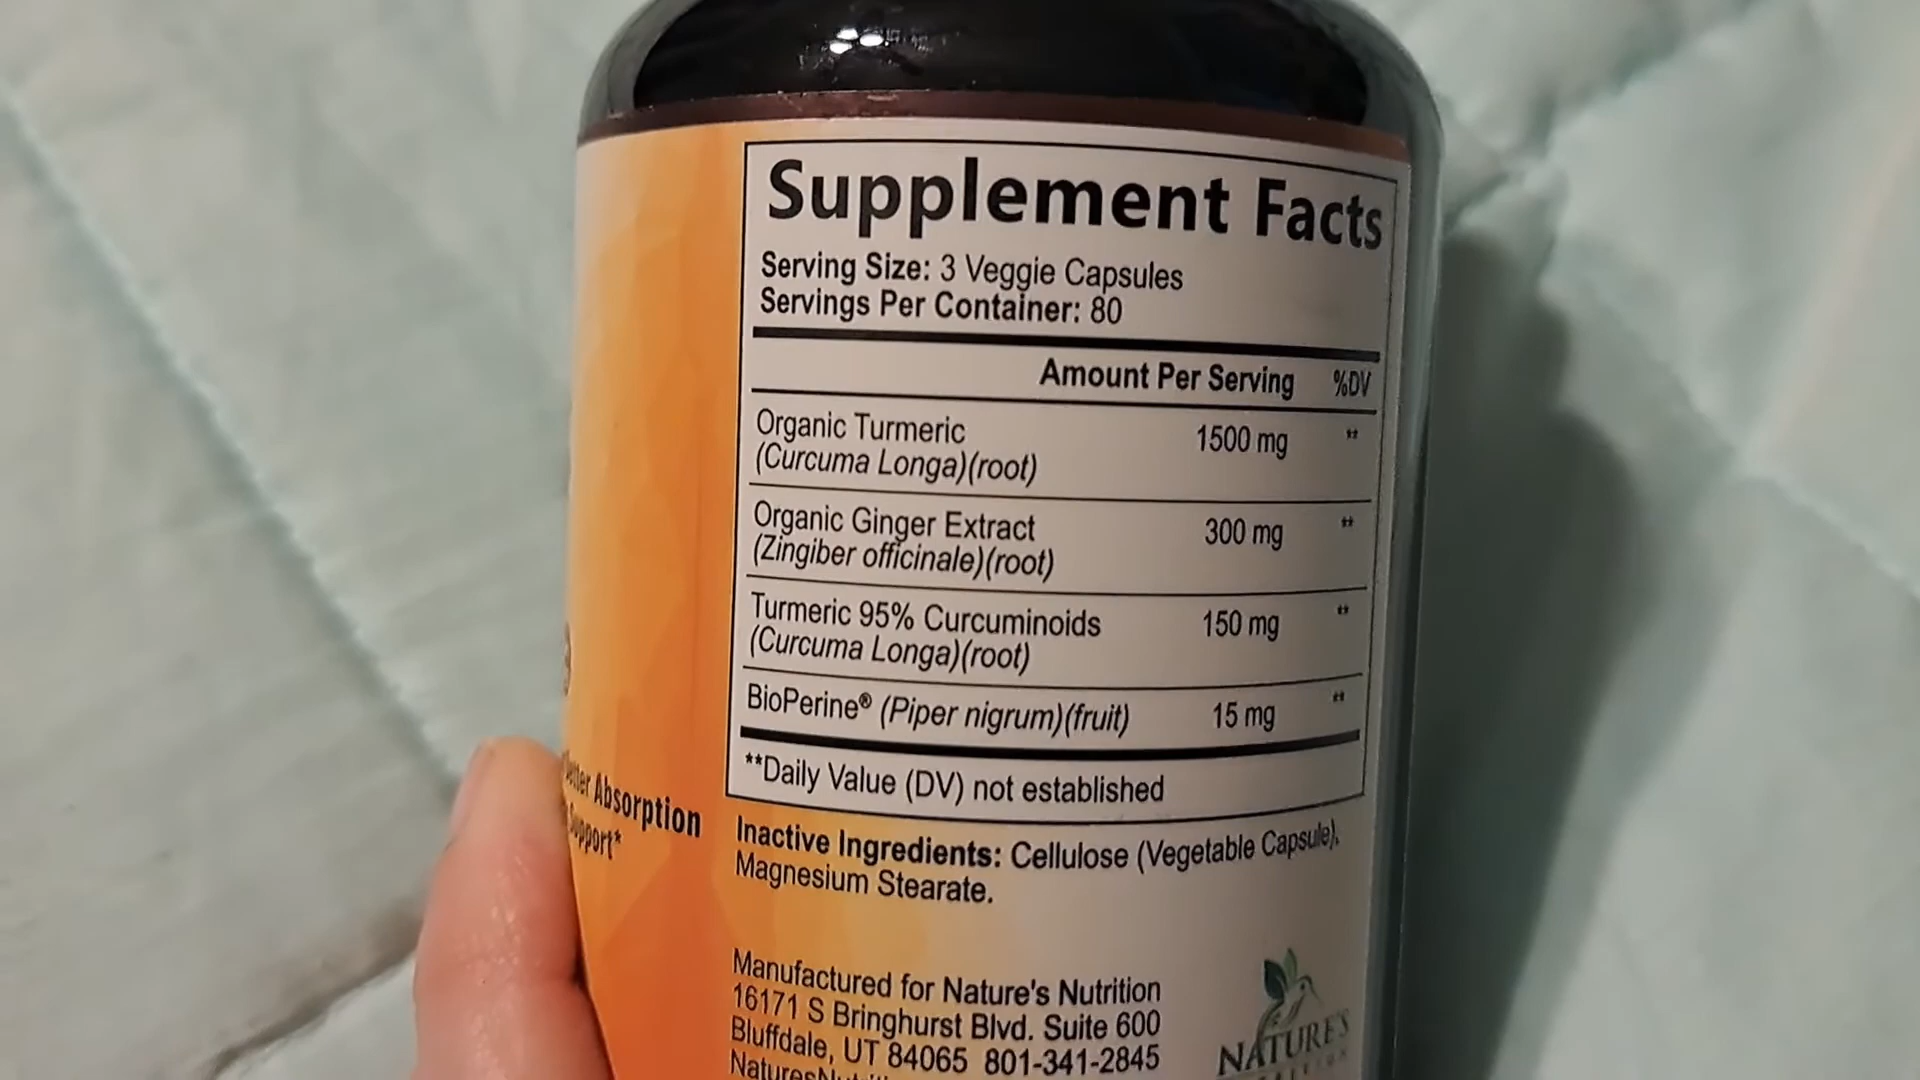 Supplement Facts
Serving Size: 3 Veggie Capsules
Servings Per Container: 80
Amount Per Serving %DV
Organic Turmeric 1500 mg **
(Curcuma Longa)(root)
Organic Ginger Extract 300 mg **
(Zingiber officinale)(root)
Turmeric 95% Curcuminoids 150 mg **
(Curcuma Longa)(root)
BioPerine® (Piper nigrum)(fruit) 15 mg **
**Daily Value (DV) not established
Absorption
Support*
Inactive Ingredients: Cellulose (Vegetable Capsule),
Magnesium Stearate.
Manufactured for Nature's Nutrition
16171 S Bringhurst Blvd. Suite 600
Bluffdale, UT 84065 801-341-2845
NATURE'S